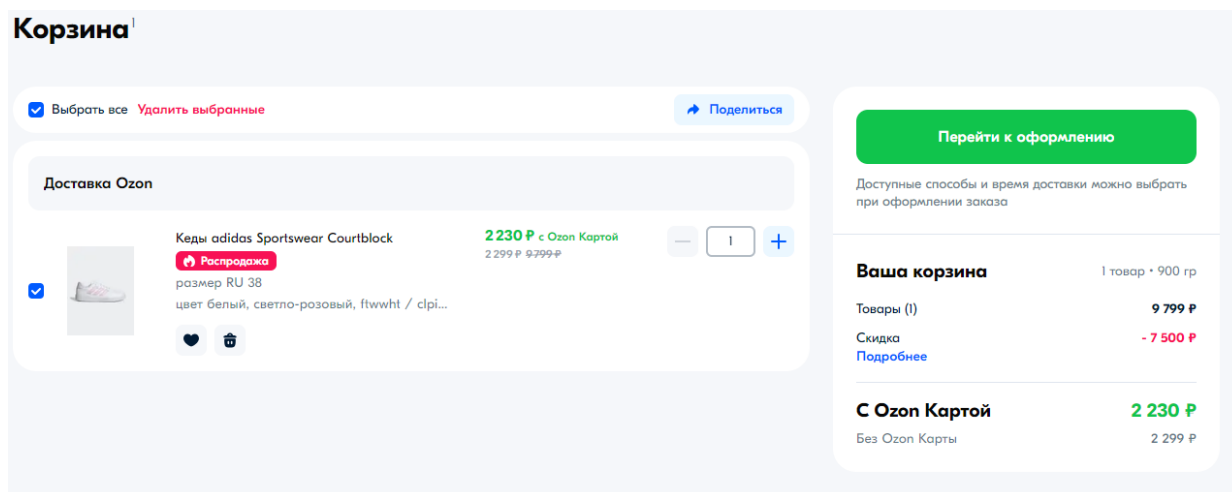 Корзина 1
Выбрать все Удалить выбранные
Поделиться
Доставка Ozon
Кеды adidas Sportswear Courtblock
Распродажа
размер RU 38
цвет белый, светло-розовый, ftwwht / clpi...
2 230 ₽ с Ozon Картой
2 299 ₽ 9 799 ₽
1
Перейти к оформлению
Доступные способы и время доставки можно выбрать
при оформлении заказа
Ваша корзина 1 товар • 900 гр
Товары (1) 9 799 ₽
Скидка - 7 500 ₽
Подробнее
С Ozon Картой 2 230 ₽
Без Ozon Карты 2 299 ₽